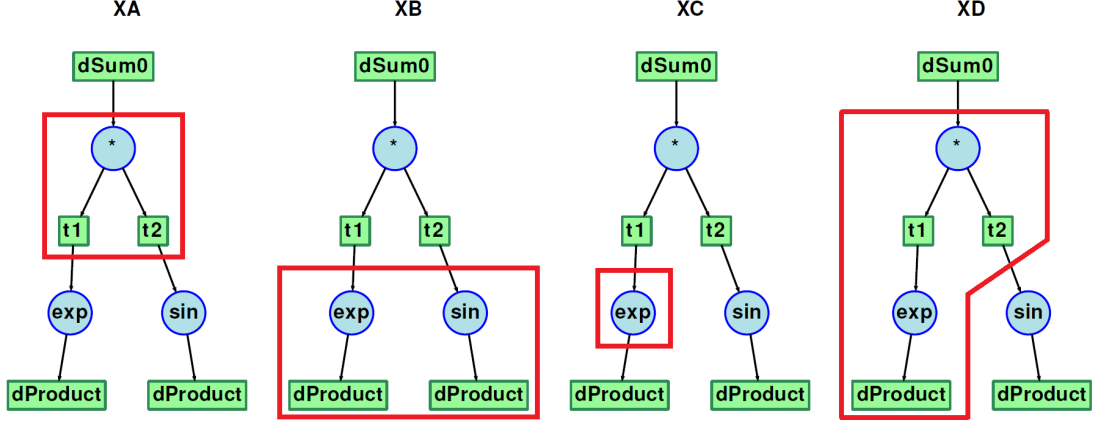 XA XB XC XD
dSum0 dSum0 dSum0 dSum0
* * * *
t1 t2 t1 t2 t1 t2 t1 t2
exp sin exp sin exp sin exp sin
dProduct dProduct dProduct dProduct dProduct dProduct dProduct dProduct